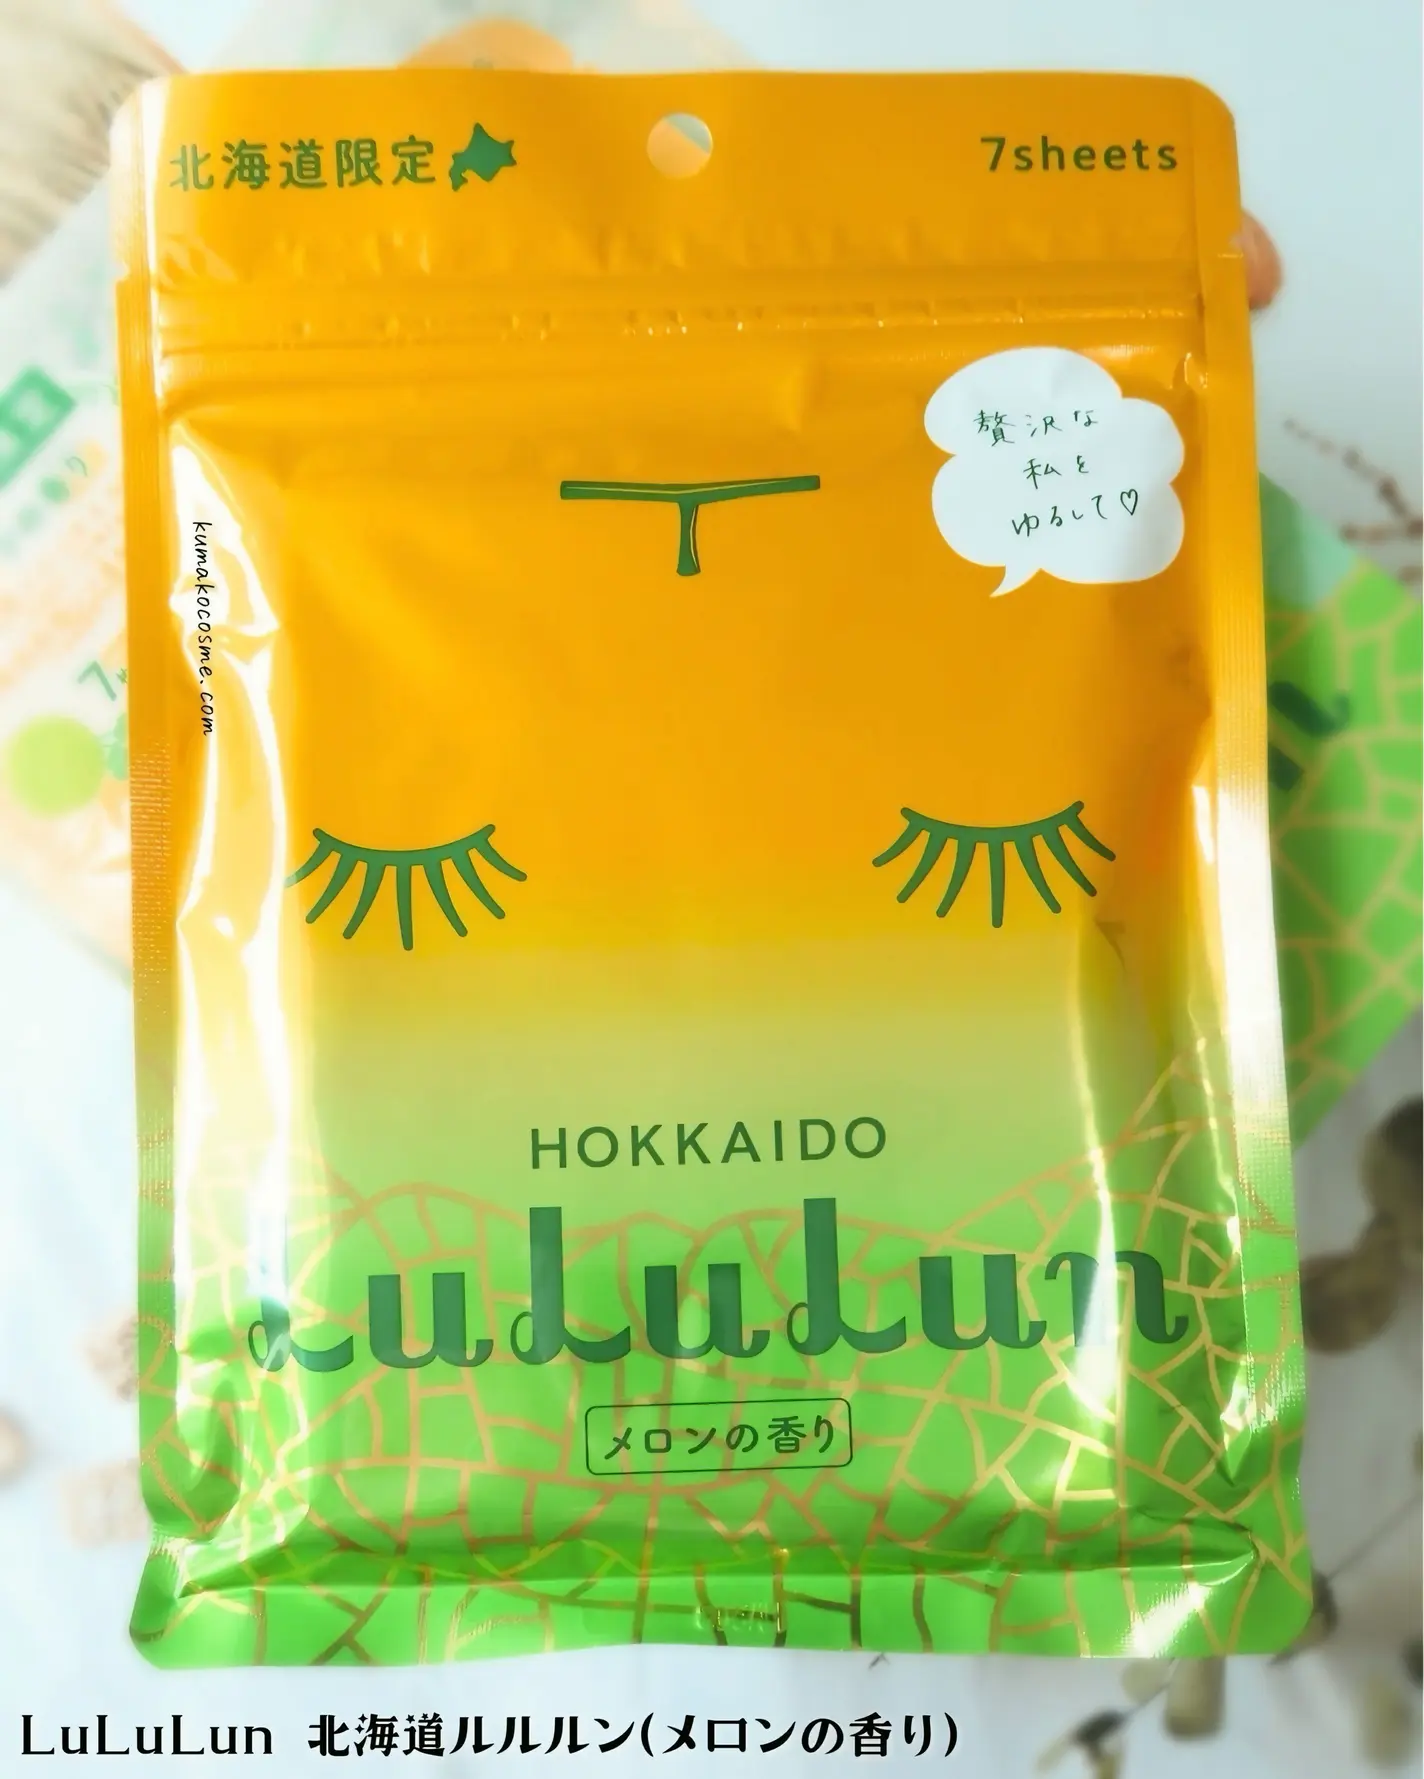 北海道限定
7sheets
贅沢な
私を
ゆるして♡
kumakocosme.com
HOKKAIDO
LuLuLun
メロンの香り
LuLuLun 北海道ルルルン(メロンの香り)